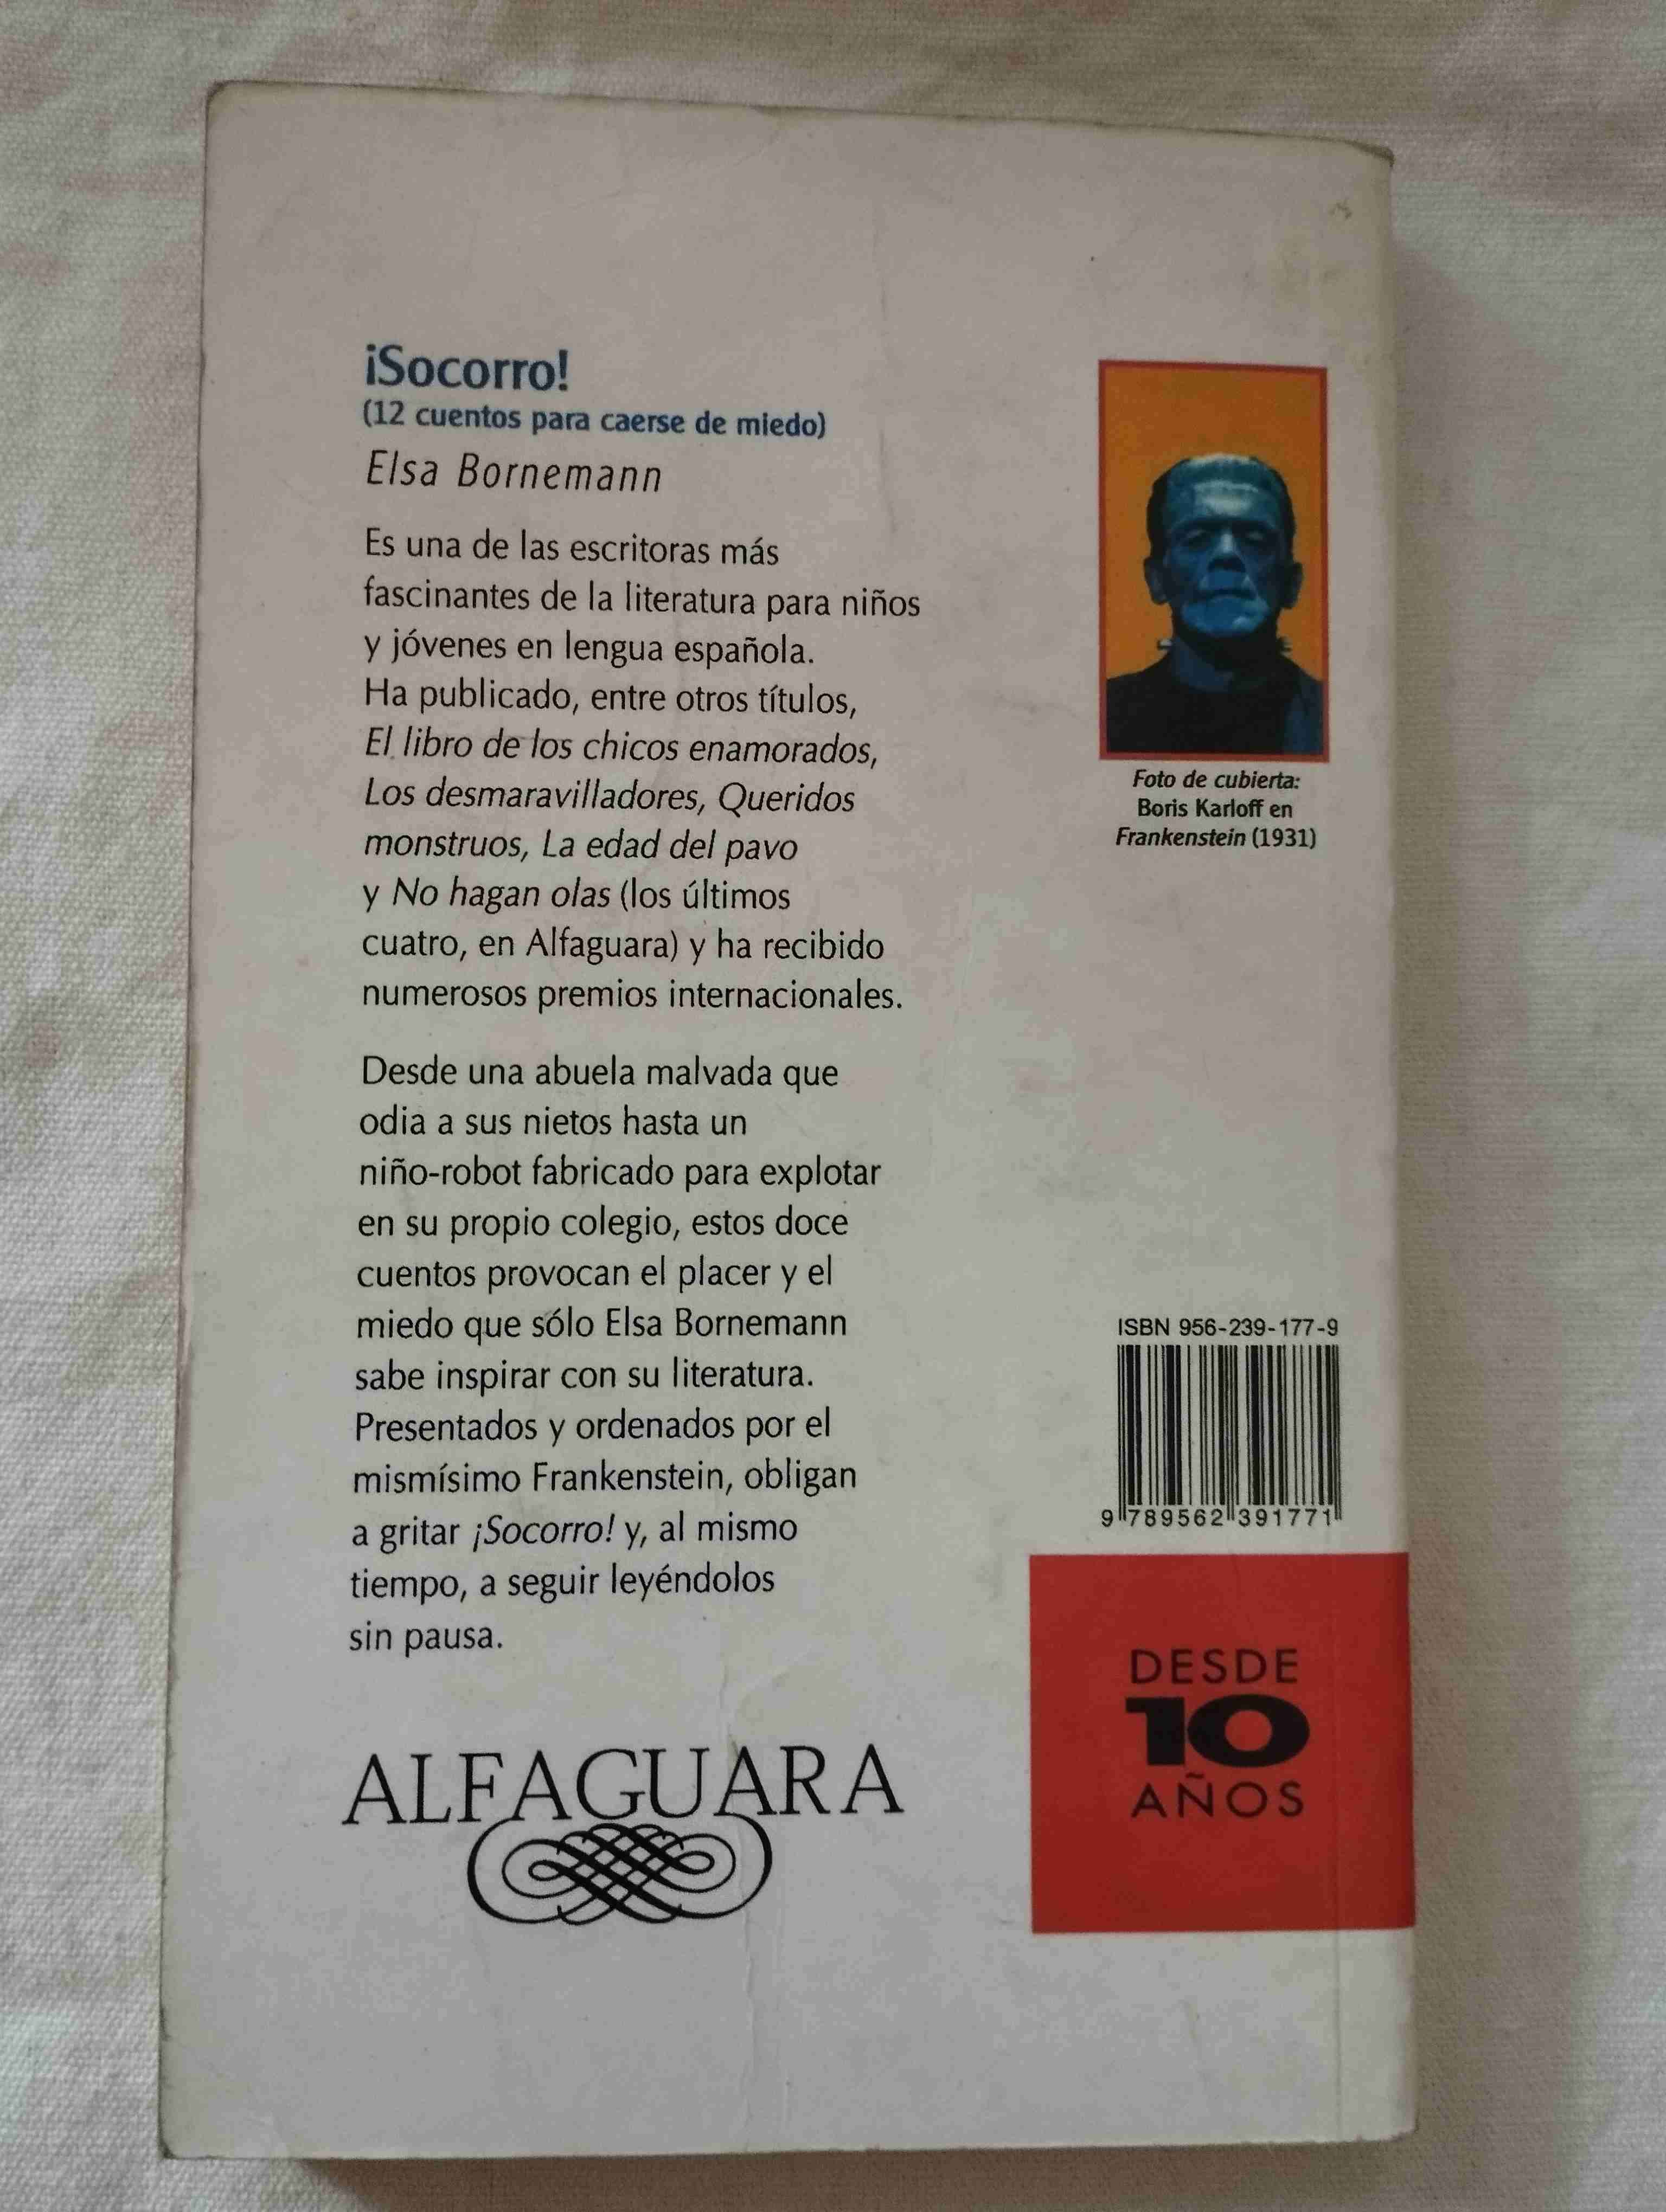 ¡Socorro!
(12 cuentos para caerse de miedo)
Elsa Bornemann
Es una de las escritoras más
fascinantes de la literatura para niños
y jóvenes en lengua española.
Ha publicado, entre otros títulos,
El libro de los chicos enamorados,
Los desmaravilladores, Queridos
monstruos, La edad del pavo
y No hagan olas (los últimos
cuatro, en Alfaguara) y ha recibido
numerosos premios internacionales.
Desde una abuela malvada que
odia a sus nietos hasta un
niño-robot fabricado para explotar
en su propio colegio, estos doce
cuentos provocan el placer y el
miedo que sólo Elsa Bornemann
sabe inspirar con su literatura.
Presentados y ordenados por el
mismísimo Frankenstein, obligan
a gritar ¡Socorro! y, al mismo
tiempo, a seguir leyéndolos
sin pausa.
ALFAGUARA
Foto de cubierta:
Boris Karloff en
Frankenstein (1931)
ISBN 956-239-177-9
9 789562 391771
DESDE
10
AÑOS